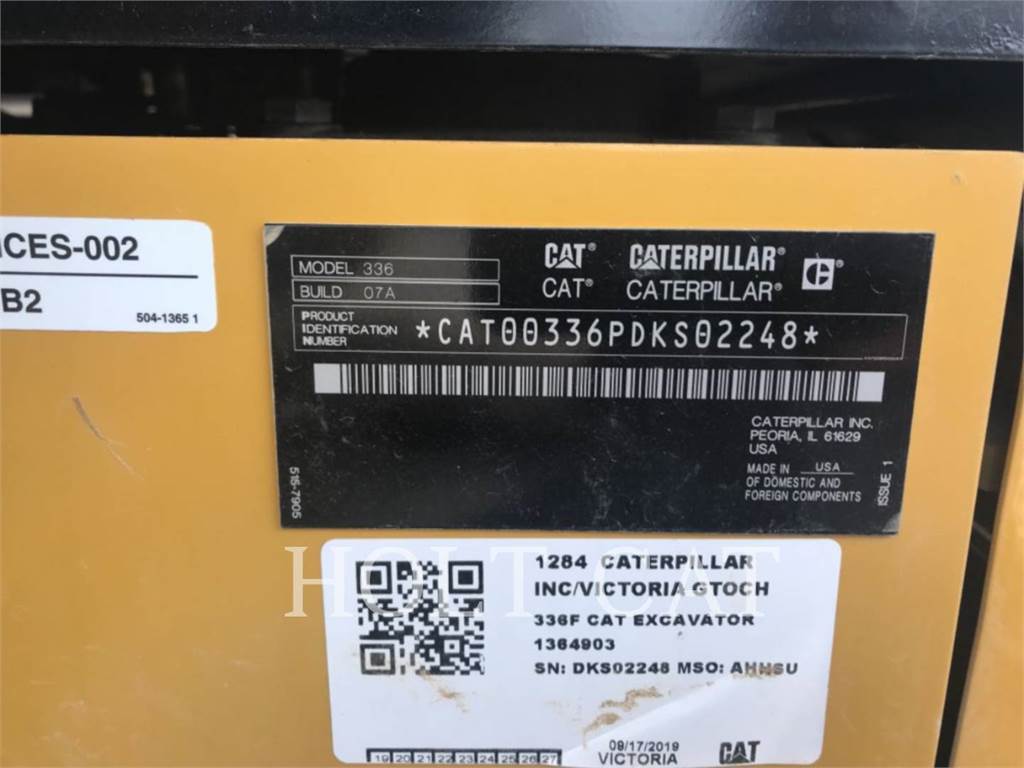 ICES-002
B2
504-1365 1
CAT® CATERPILLAR®
CAT® CATERPILLAR®
MODEL 336
BUILD 07A
PRODUCT
IDENTIFICATION
NUMBER
*CAT00336PDKS02248*
CATERPILLAR INC.
PEORIA, IL 61629
USA
MADE IN USA
OF DOMESTIC AND
FOREIGN COMPONENTS
ISSUE 1
515-7905
HOLT CAT
1284 CATERPILLAR
INC/VICTORIA GTOCH
336F CAT EXCAVATOR
1364903
SN: DKS02248 MSO: AHHSU
19 20 21 22 23 24 25 26 27
09/17/2019
VICTORIA
CAT